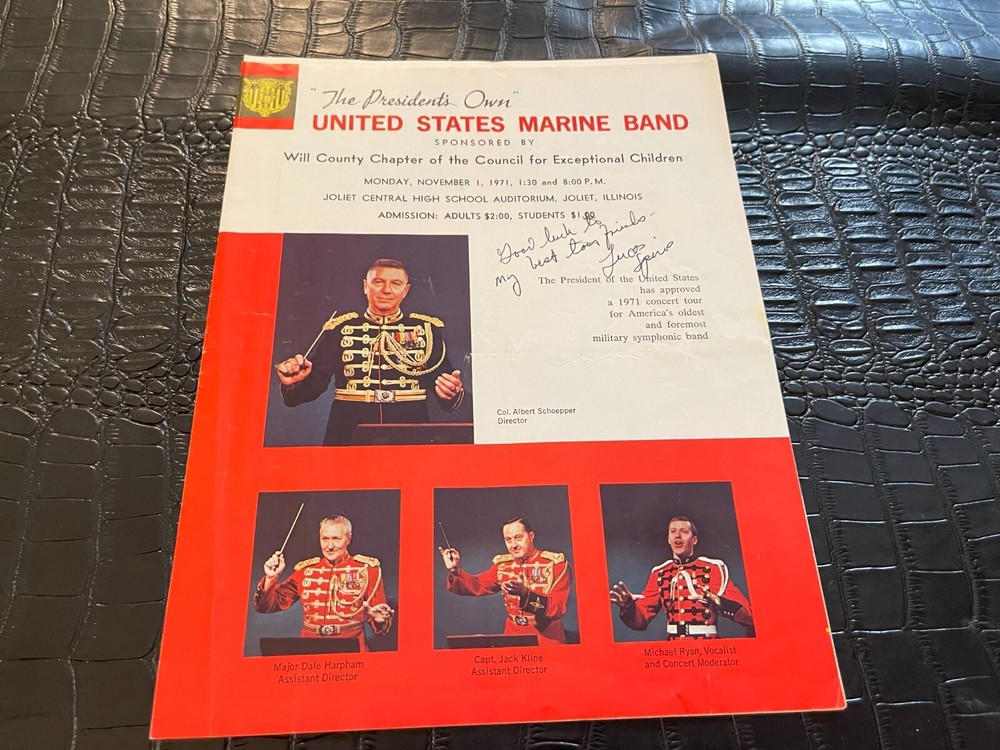 "The President's Own"
UNITED STATES MARINE BAND
SPONSORED BY
Will County Chapter of the Council for Exceptional Children
MONDAY, NOVEMBER 1, 1971, 1:30 and 8:00 P.M.
JOLIET CENTRAL HIGH SCHOOL AUDITORIUM, JOLIET, ILLINOIS
ADMISSION: ADULTS $2.00, STUDENTS $1.00
Good luck to
my best tour friends-
The President of the United States
has approved
a 1971 concert tour
for America's oldest
and foremost
military symphonic band
Col. Albert Schoepper
Director
Major Dale Harpham
Assistant Director
Capt. Jack Kline
Assistant Director
Michael Ryan, Vocalist
and Concert Moderator